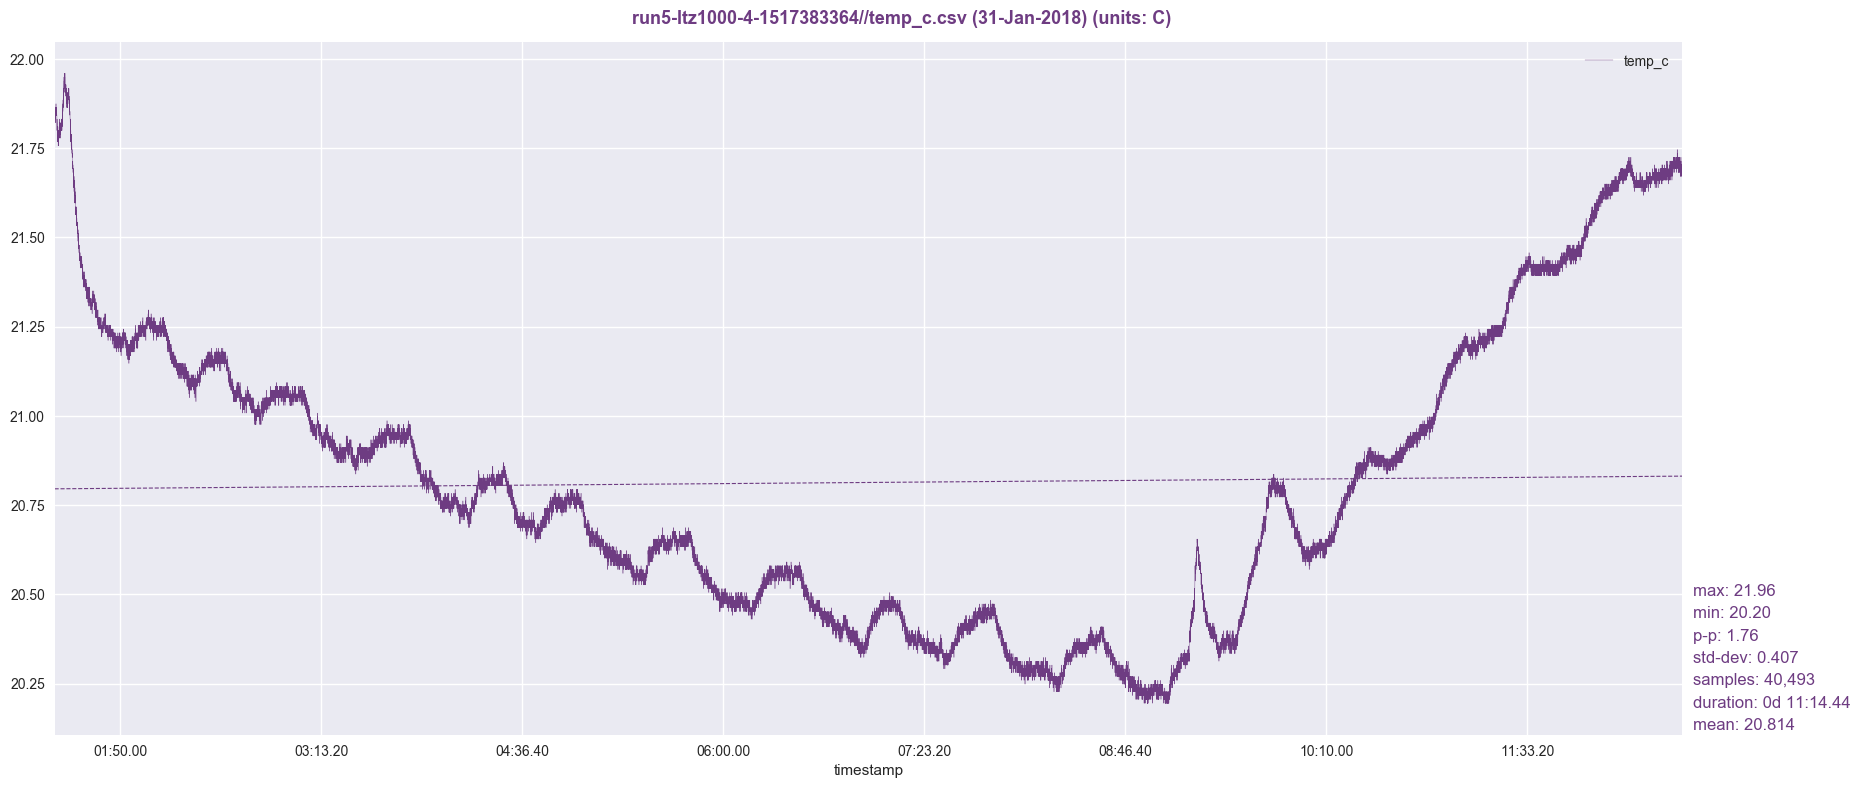 run5-ltz1000-4-1517383364//temp_c.csv (31-Jan-2018) (units: C)
temp_c
22.00
21.75
21.50
21.25
21.00
20.75
20.50
20.25
max: 21.96
min: 20.20
p-p: 1.76
std-dev: 0.407
samples: 40,493
duration: 0d 11:14.44
mean: 20.814
01:50.00 03:13.20 04:36.40 06:00.00 07:23.20 08:46.40 10:10.00 11:33.20
timestamp